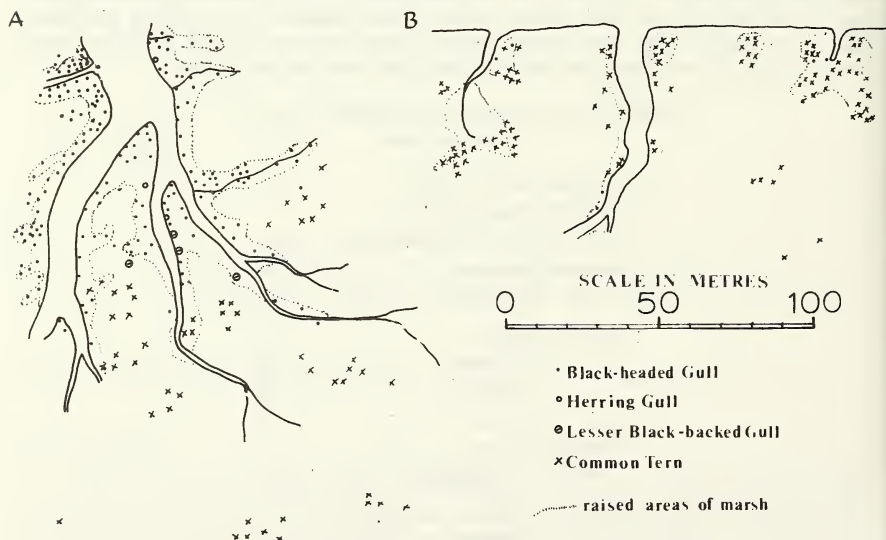 A
B
SCALE IN METRES
0 50 100
Black-headed Gull
Herring Gull
Lesser Black-backed Gull
Common Tern
raised areas of marsh